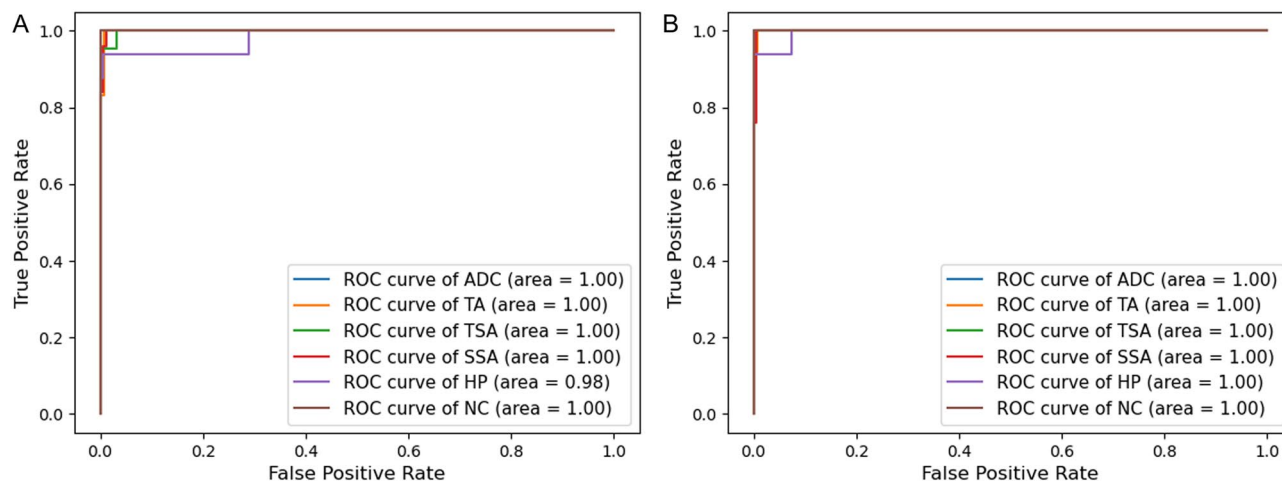 A
True Positive Rate
1.0
0.8
0.6
0.4
0.2
0.0
ROC curve of ADC (area = 1.00)
ROC curve of TA (area = 1.00)
ROC curve of TSA (area = 1.00)
ROC curve of SSA (area = 1.00)
ROC curve of HP (area = 0.98)
ROC curve of NC (area = 1.00)
0.0 0.2 0.4 0.6 0.8 1.0
False Positive Rate
B
True Positive Rate
1.0
0.8
0.6
0.4
0.2
0.0
ROC curve of ADC (area = 1.00)
ROC curve of TA (area = 1.00)
ROC curve of TSA (area = 1.00)
ROC curve of SSA (area = 1.00)
ROC curve of HP (area = 1.00)
ROC curve of NC (area = 1.00)
0.0 0.2 0.4 0.6 0.8 1.0
False Positive Rate